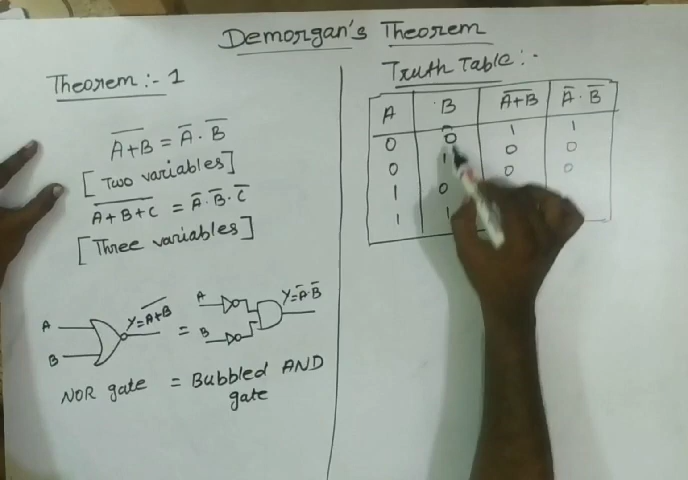 Demorgan's Theorem
Theorem :- 1
A̅+̅B̅ = A̅ . B̅
[Two variables]
A̅+̅B̅+̅C̅ = A̅.B̅.C̅
[Three variables]
A
B
Y=A̅+̅B̅
=
A
B
Y=A̅.B̅
NOR gate = Bubbled AND
gate
Truth Table :-
A B A̅+̅B̅ A̅ . B̅
0 0 1 1
0 1 0 0
1 0 0 0
1 1